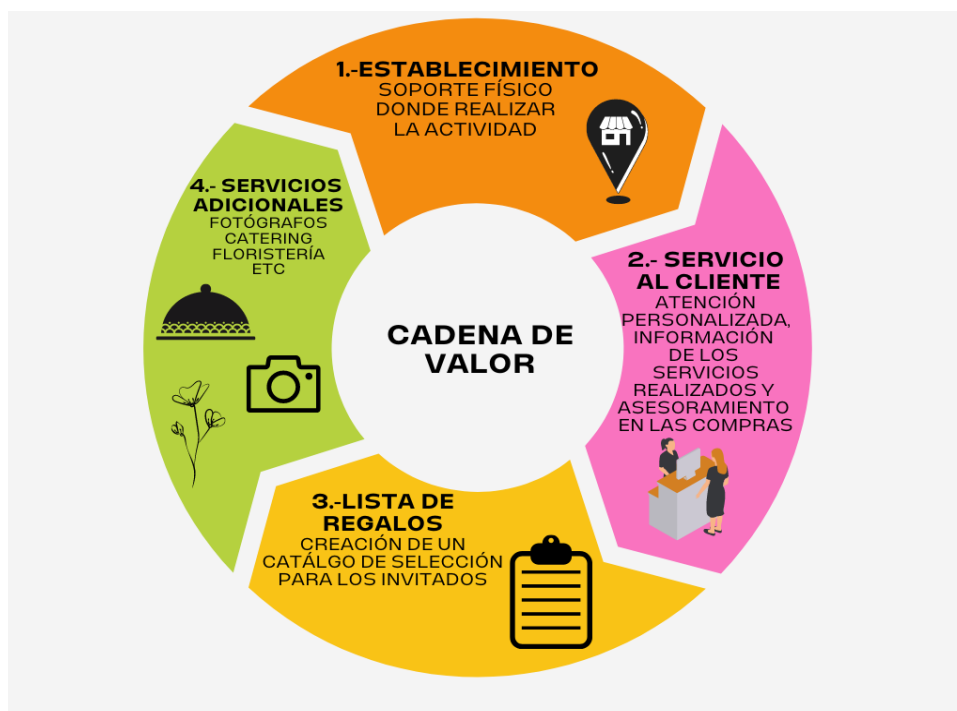 1.-ESTABLECIMIENTO
SOPORTE FÍSICO
DONDE REALIZAR
LA ACTIVIDAD
2.- SERVICIO
AL CLIENTE
ATENCIÓN
PERSONALIZADA,
INFORMACIÓN
DE LOS
SERVICIOS
REALIZADOS Y
ASESORAMIENTO
EN LAS COMPRAS
3.-LISTA DE
REGALOS
CREACIÓN DE UN
CATÁLGO DE SELECCIÓN
PARA LOS INVITADOS
4.- SERVICIOS
ADICIONALES
FOTÓGRAFOS
CATERING
FLORISTERÍA
ETC
CADENA DE
VALOR